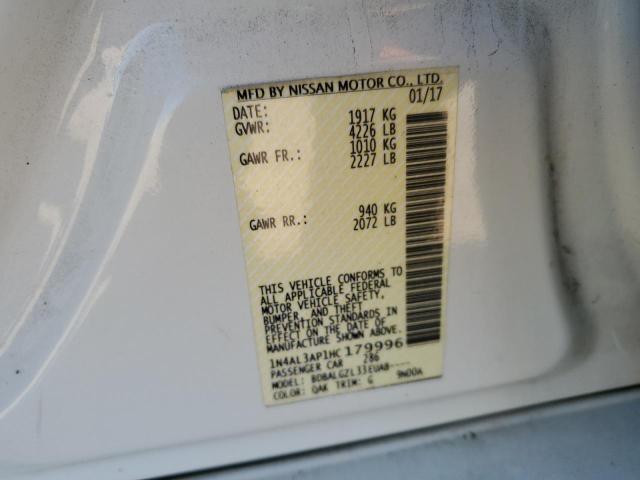 MFD BY NISSAN MOTOR CO., LTD.
DATE: 01/17
GVWR: 1917 KG
4226 LB
GAWR FR.: 1010 KG
2227 LB
GAWR RR.: 940 KG
2072 LB
THIS VEHICLE CONFORMS TO
ALL APPLICABLE FEDERAL
MOTOR VEHICLE SAFETY,
BUMPER, AND THEFT
PREVENTION STANDARDS IN
EFFECT ON THE DATE OF
MANUFACTURE SHOWN ABOVE.
1N4AL3AP1HC179996
PASSENGER CAR 286
MODEL: BDBALGZL33EUAB----
COLOR: QAK TRIM: G 9N00A